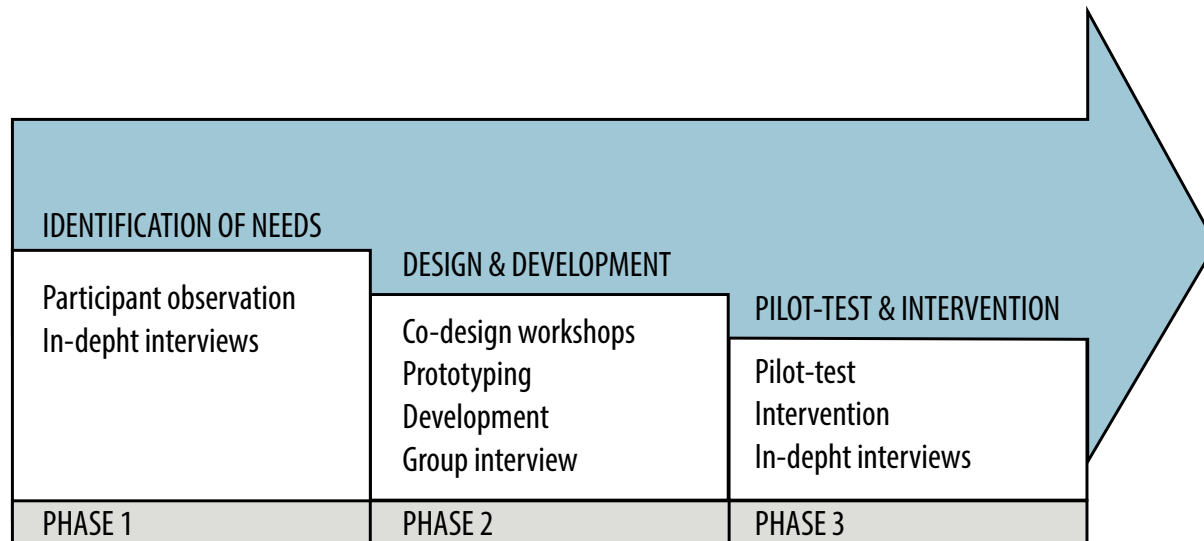 IDENTIFICATION OF NEEDS
Participant observation
In-depht interviews
PHASE 1
DESIGN & DEVELOPMENT
Co-design workshops
Prototyping
Development
Group interview
PHASE 2
PILOT-TEST & INTERVENTION
Pilot-test
Intervention
In-depht interviews
PHASE 3